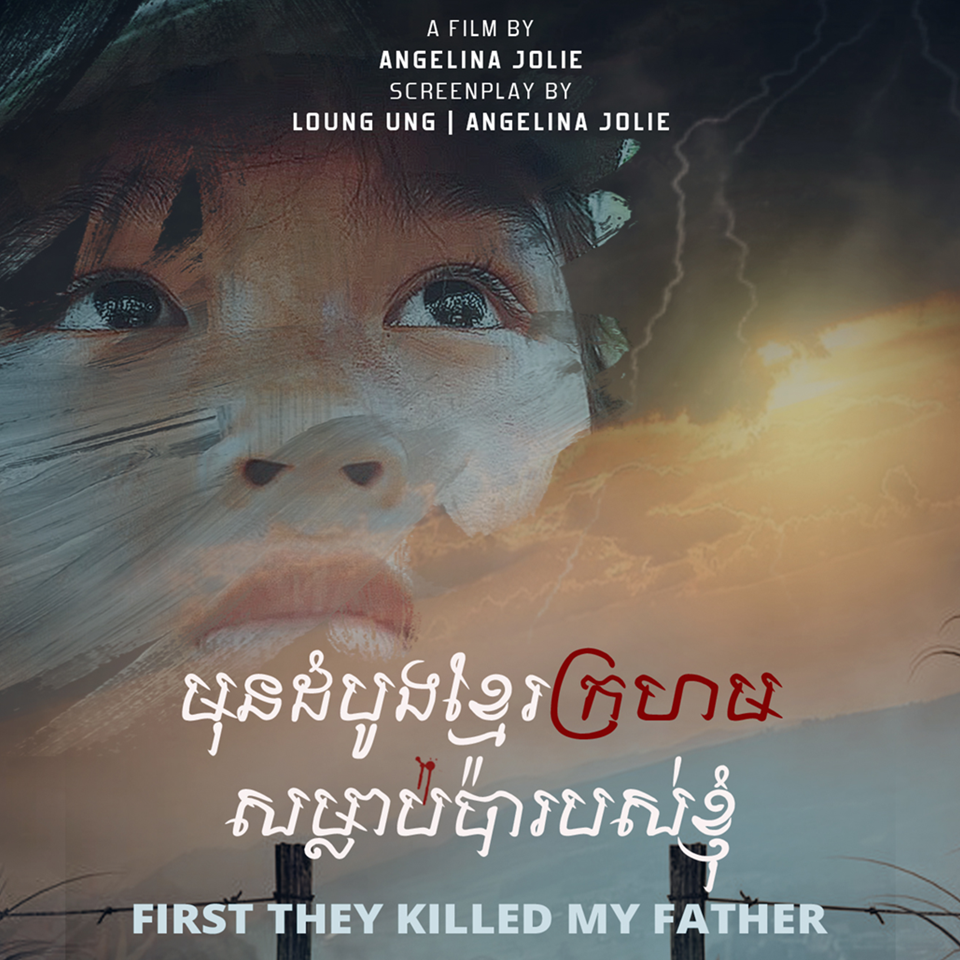 A FILM BY
ANGELINA JOLIE
SCREENPLAY BY
LOUNG UNG | ANGELINA JOLIE
មុនដំបូងខ្មែរក្រហម
សម្លាប់ប៉ារបស់ខ្ញុំ
FIRST THEY KILLED MY FATHER